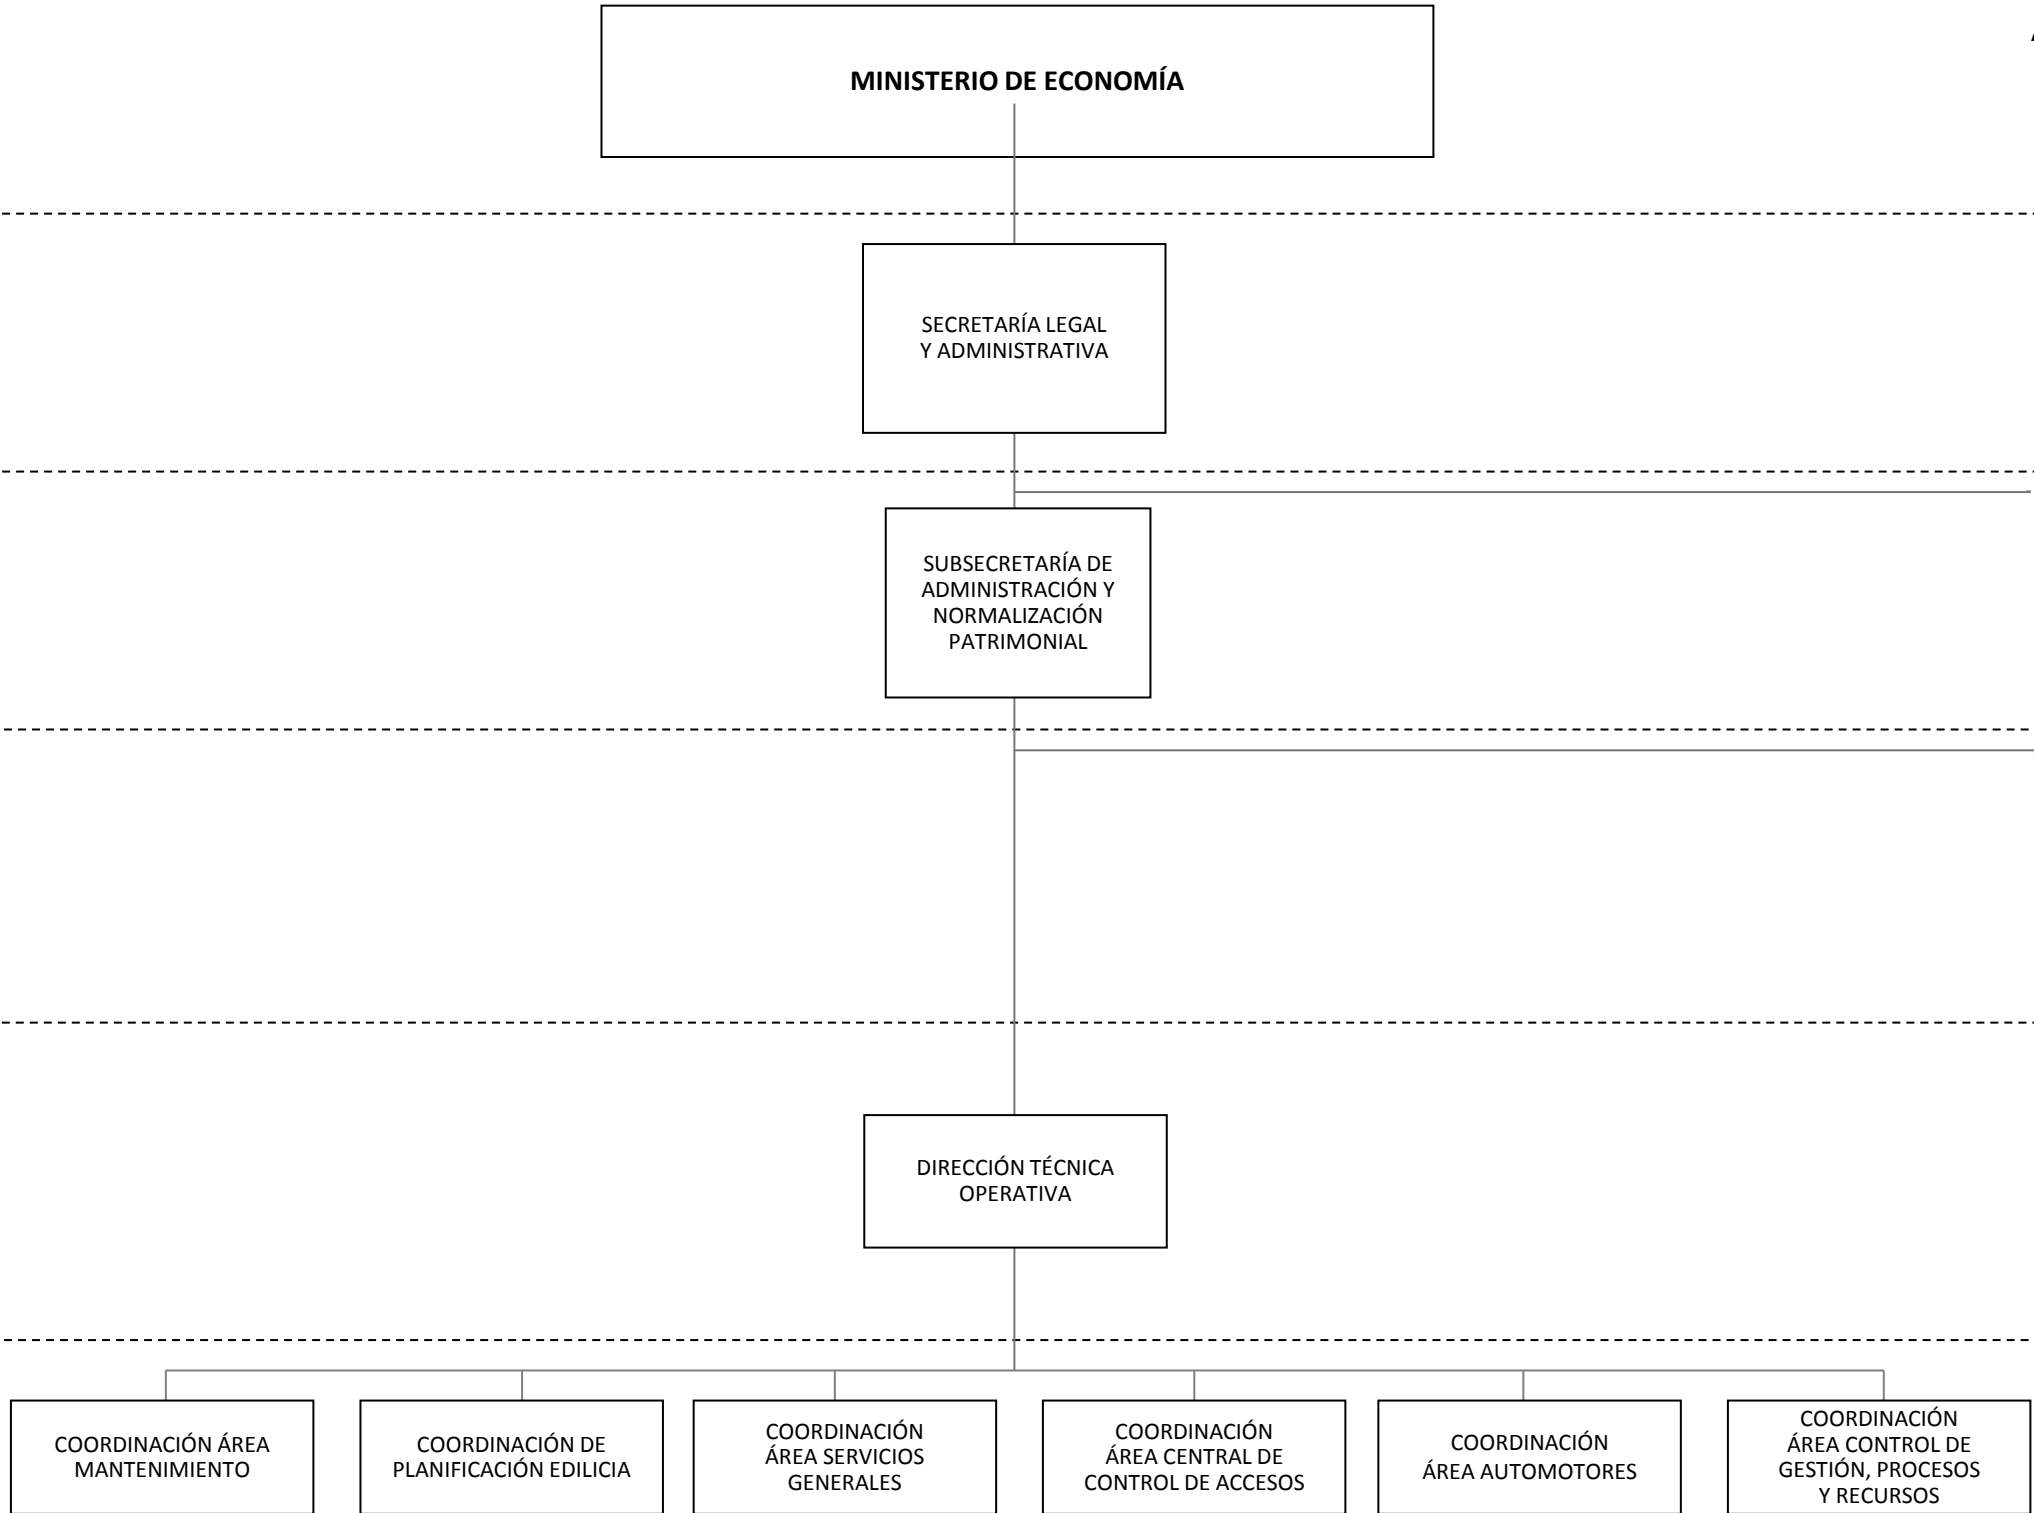 MINISTERIO DE ECONOMÍA
SECRETARÍA LEGAL
Y ADMINISTRATIVA
SUBSECRETARÍA DE
ADMINISTRACIÓN Y
NORMALIZACIÓN
PATRIMONIAL
DIRECCIÓN TÉCNICA
OPERATIVA
COORDINACIÓN ÁREA
MANTENIMIENTO
COORDINACIÓN DE
PLANIFICACIÓN EDILICIA
COORDINACIÓN
ÁREA SERVICIOS
GENERALES
COORDINACIÓN
ÁREA CENTRAL DE
CONTROL DE ACCESOS
COORDINACIÓN
ÁREA AUTOMOTORES
COORDINACIÓN
ÁREA CONTROL DE
GESTIÓN, PROCESOS
Y RECURSOS